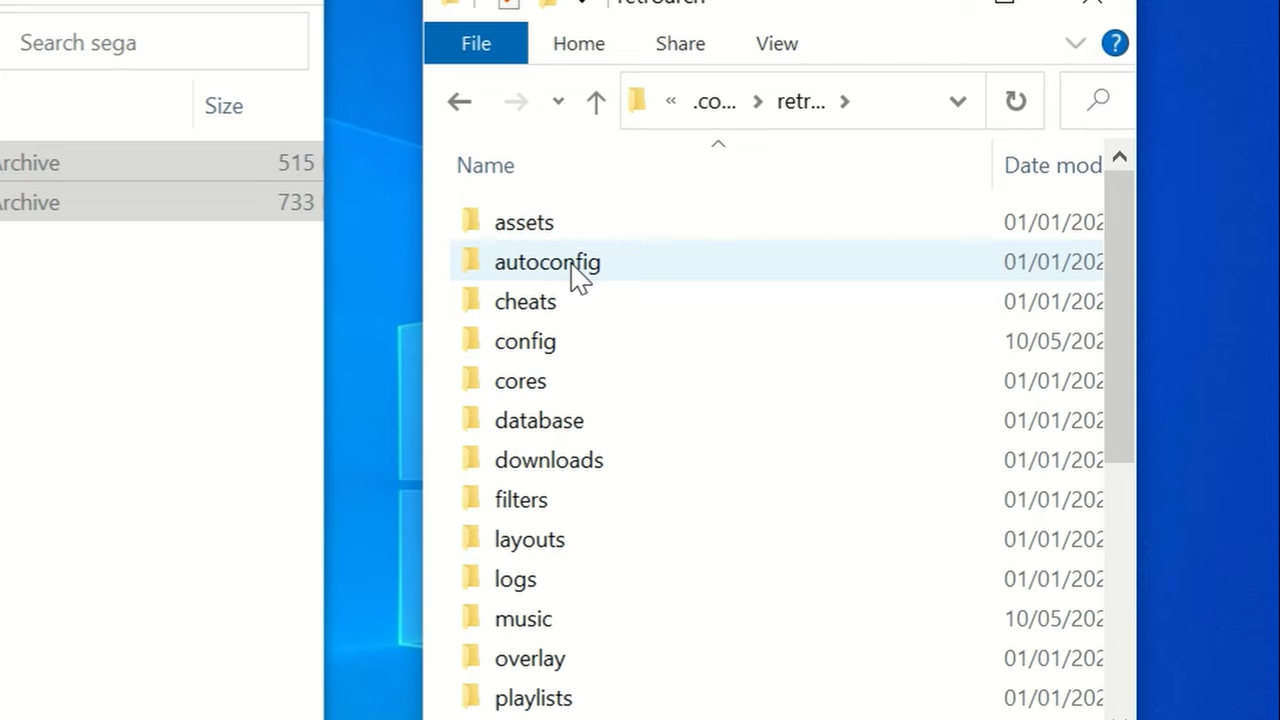 Search sega
Size
Archive 515
Archive 733
retroarch
File Home Share View ?
« .co... > retr... >
Name Date mod
assets 01/01/202
autoconfig 01/01/202
cheats 01/01/202
config 10/05/202
cores 01/01/202
database 01/01/202
downloads 01/01/202
filters 01/01/202
layouts 01/01/202
logs 01/01/202
music 10/05/202
overlay 01/01/202
playlists 01/01/202